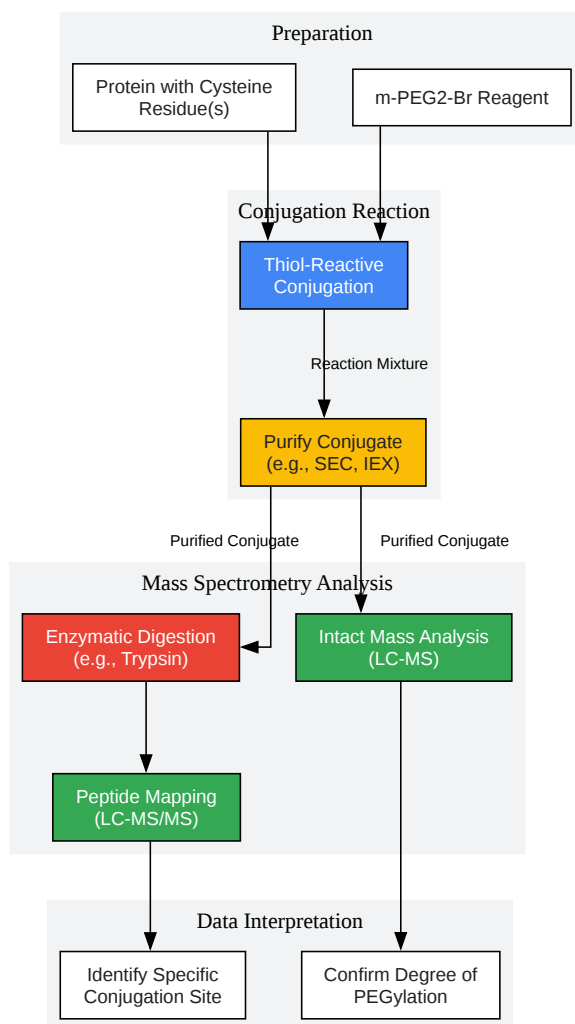 Preparation
Protein with Cysteine
Residue(s)
m-PEG2-Br Reagent
Conjugation Reaction
Thiol-Reactive
Conjugation
Reaction Mixture
Purify Conjugate
(e.g., SEC, IEX)
Purified Conjugate
Purified Conjugate
Mass Spectrometry Analysis
Enzymatic Digestion
(e.g., Trypsin)
Intact Mass Analysis
(LC-MS)
Peptide Mapping
(LC-MS/MS)
Data Interpretation
Identify Specific
Conjugation Site
Confirm Degree of
PEGylation